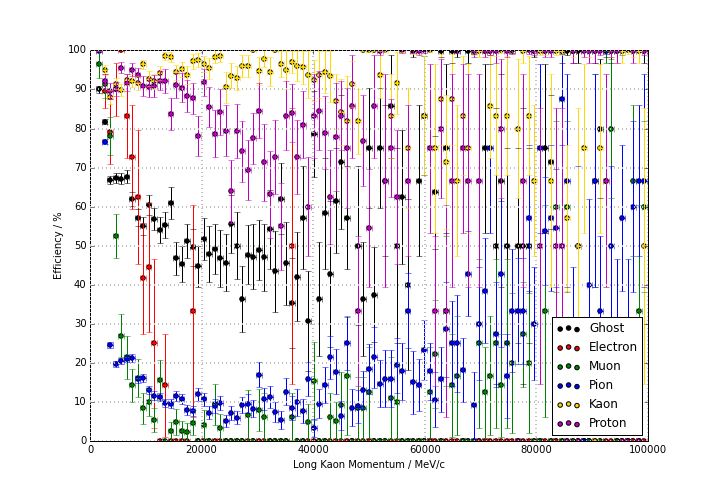 100
90
80
70
60
50
40
30
20
10
0
Efficiency / %
Ghost
Electron
Muon
Pion
Kaon
Proton
0
20000
40000
60000
80000
100000
Long Kaon Momentum / MeV/c